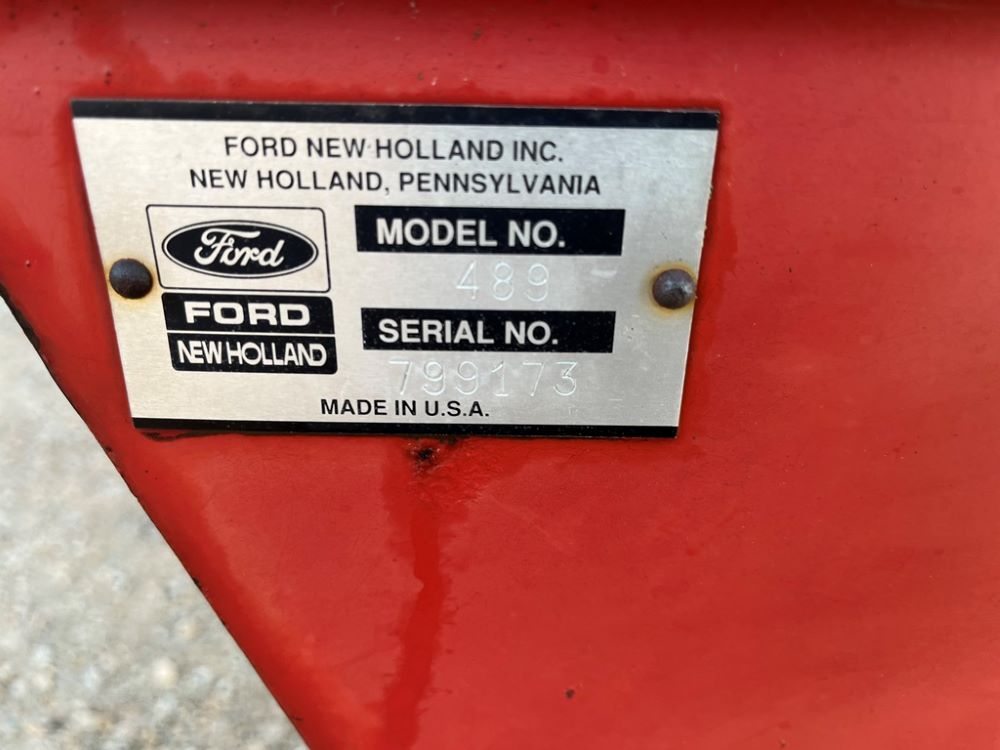 FORD NEW HOLLAND INC.
NEW HOLLAND, PENNSYLVANIA
Ford
FORD
NEW HOLLAND
MODEL NO.
489
SERIAL NO.
799173
MADE IN U.S.A.